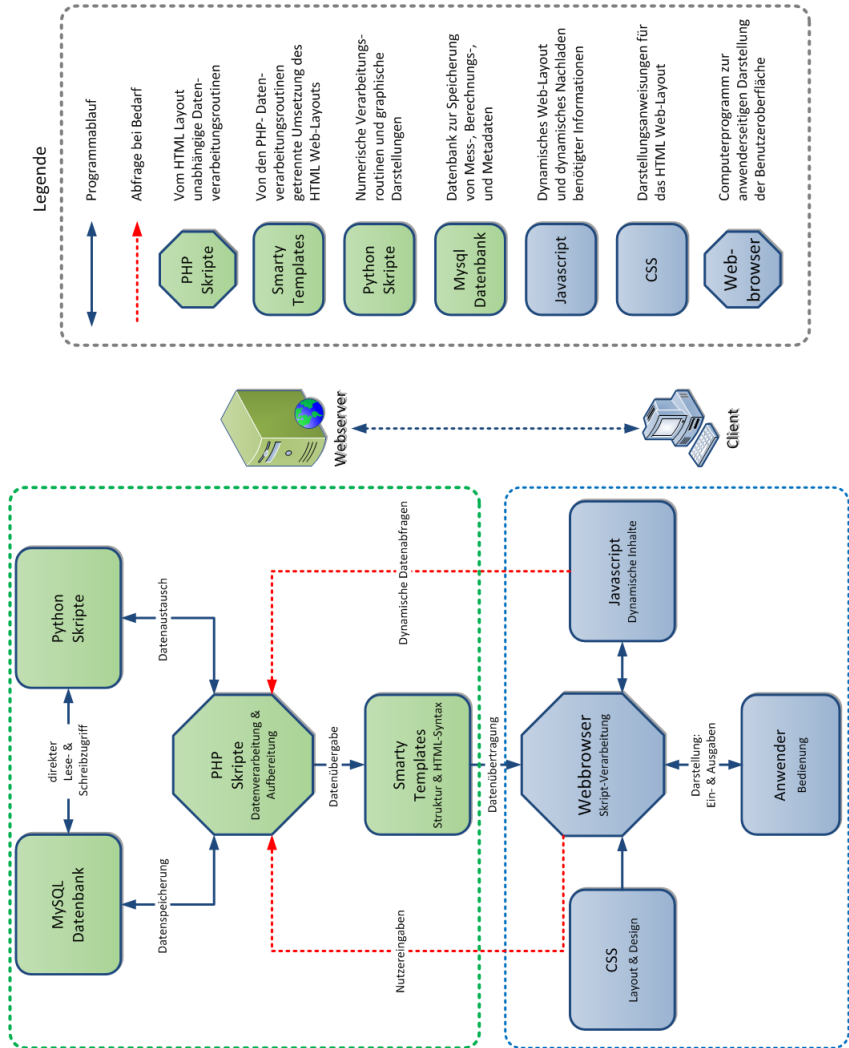 MySQL
Datenbank
direkter
Lese- &
Schreibzugriff
Python
Skripte
Datenspeicherung
Datenaustausch
PHP
Skripte
Datenverarbeitung &
Aufbereitung
Nutzereingaben
Datenübergabe
Dynamische Datenabfragen
Smarty
Templates
Struktur & HTML-Syntax
Datenübertragung
CSS
Layout & Design
Webbrowser
Skript-Verarbeitung
Javascript
Dynamische Inhalte
Darstellung:
Ein- & Ausgaben
Anwender
Bedienung
Webserver
Client
Legende
Programmablauf
Abfrage bei Bedarf
PHP
Skripte
Vom HTML Layout
unabhängige Daten-
verarbeitungsroutinen
Smarty
Templates
Von den PHP- Daten-
verarbeitungsroutinen
getrennte Umsetzung des
HTML Web-Layouts
Python
Skripte
Numerische Verarbeitungs-
routinen und graphische
Darstellungen
Mysql
Datenbank
Datenbank zur Speicherung
von Mess-, Berechnungs-,
und Metadaten
Javascript
Dynamisches Web-Layout
und dynamisches Nachladen
benötigter Informationen
CSS
Darstellungsanweisungen für
das HTML Web-Layout
Web-
browser
Computerprogramm zur
anwenderseitigen Darstellung
der Benutzeroberfläche